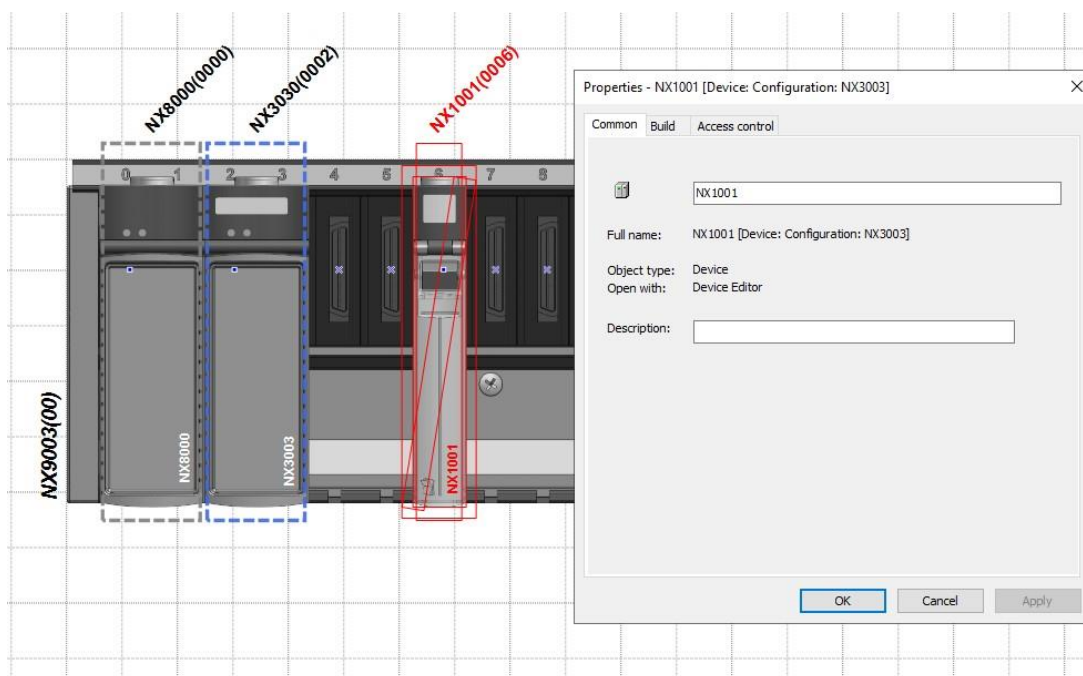 NX8000(0000)
NX3030(0002)
NX1001(0006)
0 1 2 3 4 5 6 7 8
NX9003(00)
NX8000
NX3003
NX1001
Properties - NX1001 [Device: Configuration: NX3003]
Common Build Access control
NX1001
Full name: NX1001 [Device: Configuration: NX3003]
Object type: Device
Open with: Device Editor
Description:
OK Cancel Apply